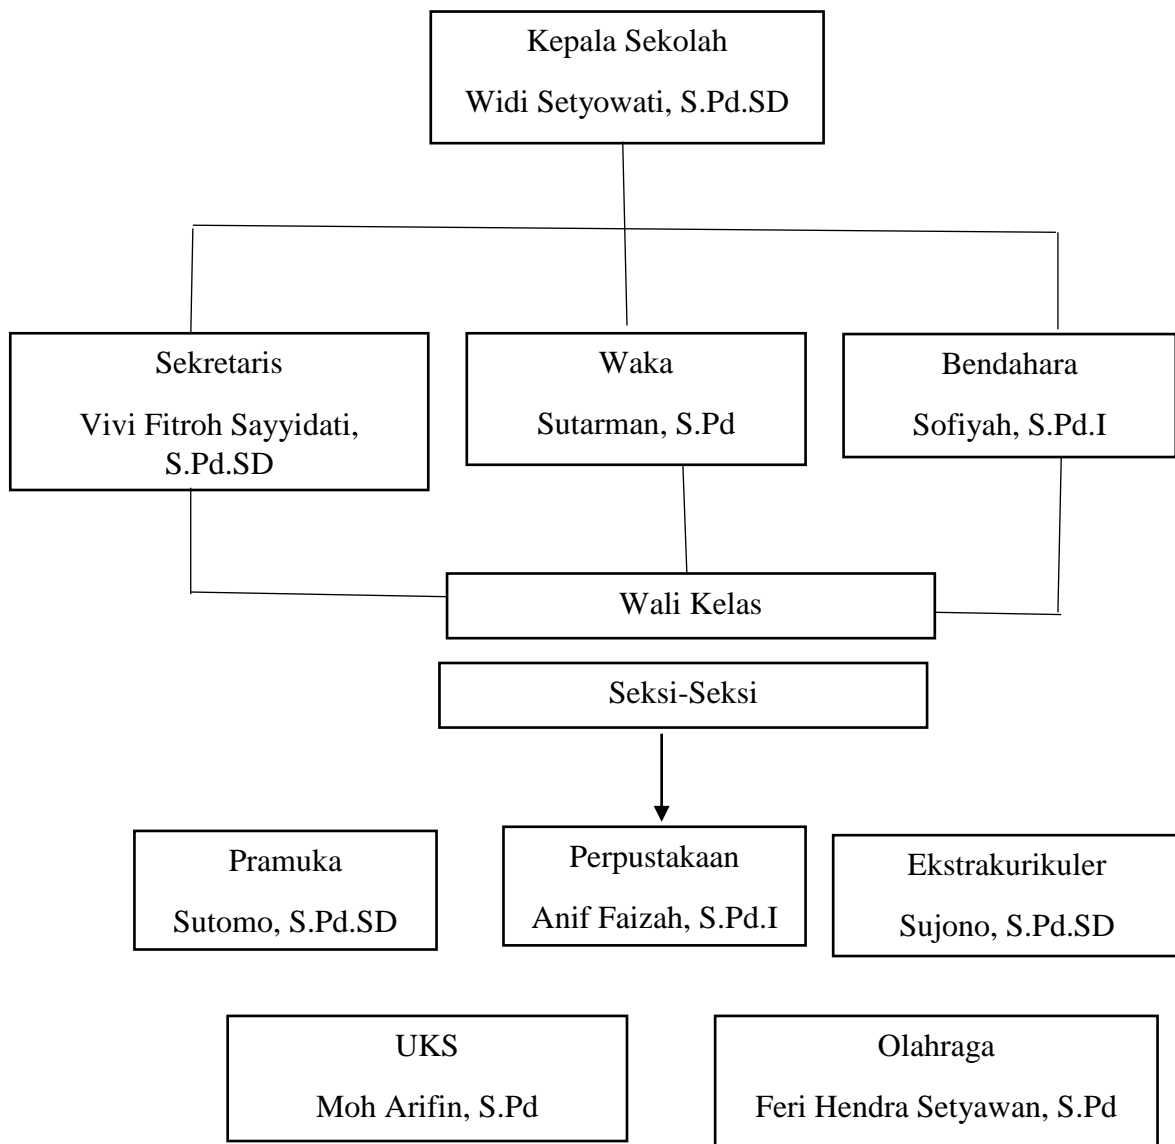 Kepala Sekolah
Widi Setyowati, S.Pd.SD
Sekretaris
Vivi Fitroh Sayyidati,
S.Pd.SD
Waka
Sutarman, S.Pd
Bendahara
Sofiyah, S.Pd.I
Wali Kelas
Seksi-Seksi
Pramuka
Sutomo, S.Pd.SD
Perpustakaan
Anif Faizah, S.Pd.I
Ekstrakurikuler
Sujono, S.Pd.SD
UKS
Moh Arifin, S.Pd
Olahraga
Feri Hendra Setyawan, S.Pd